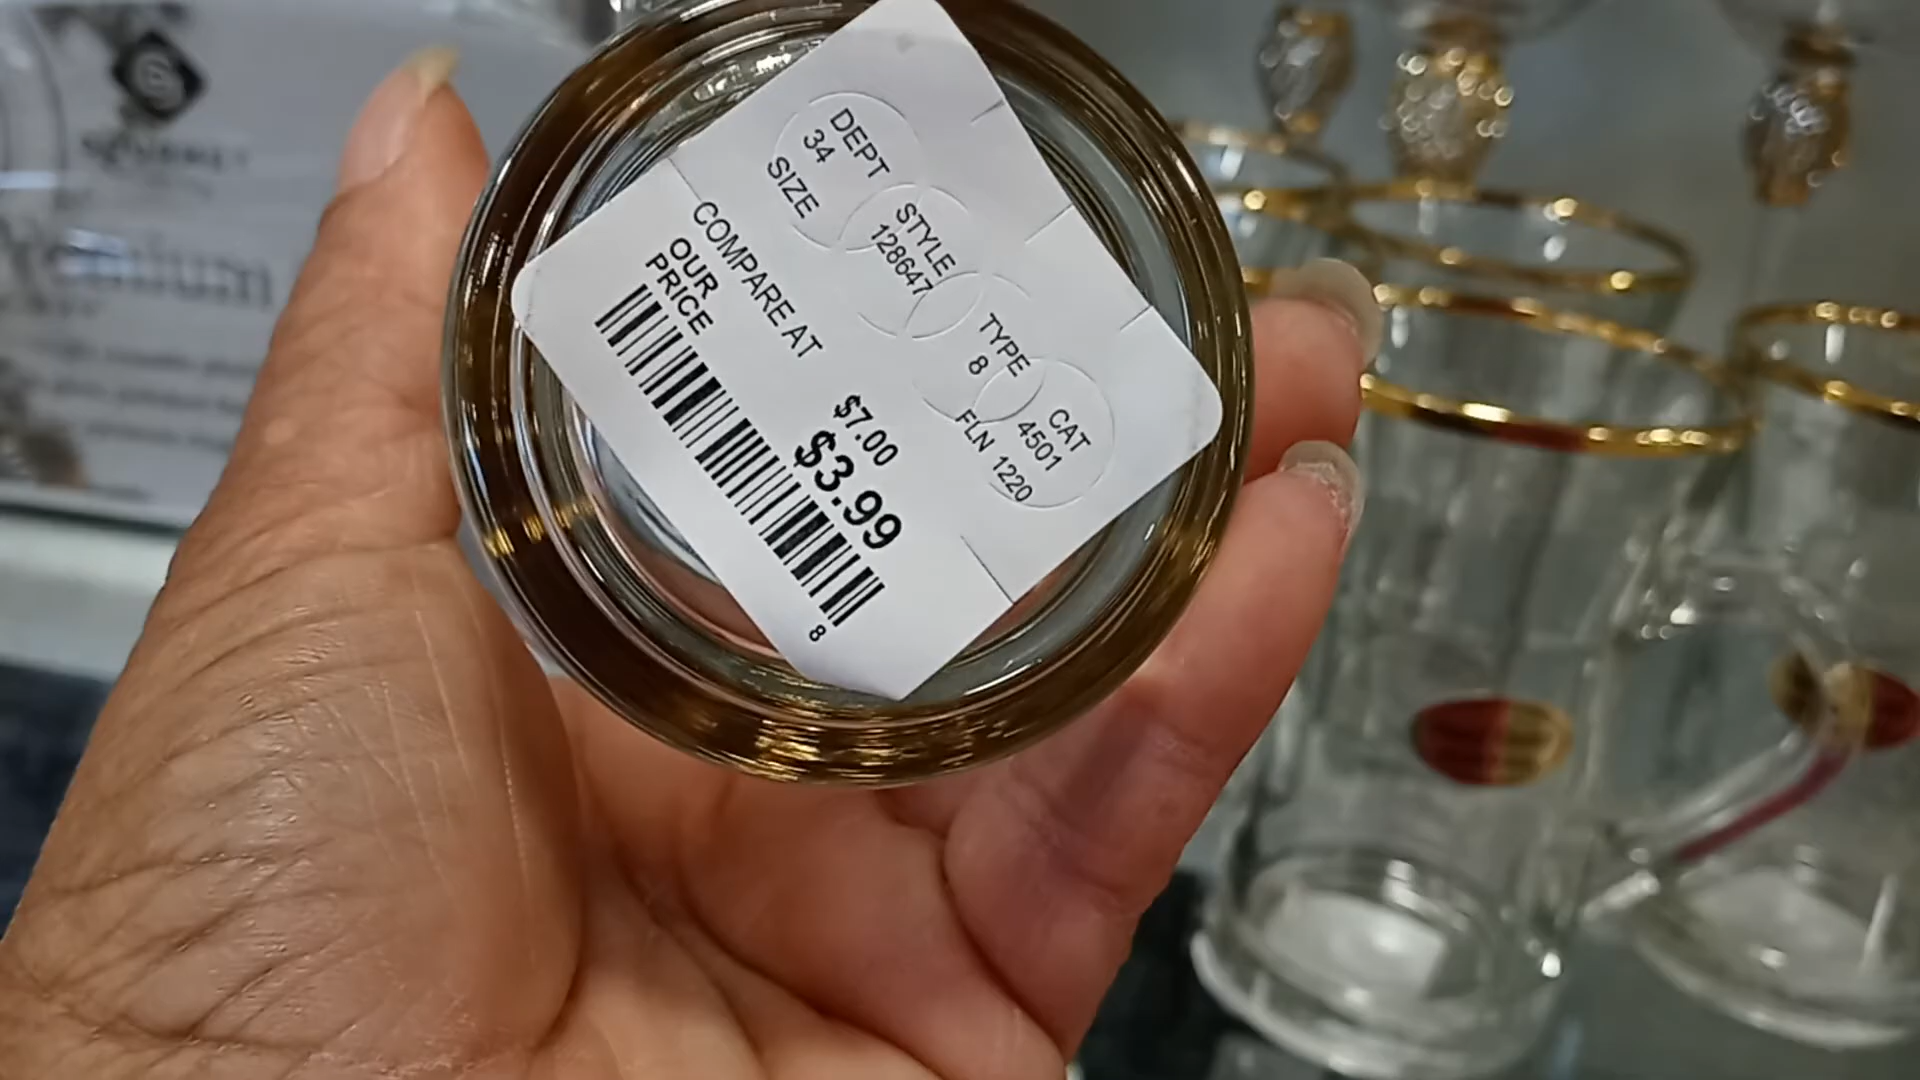 DEPT
34
SIZE
STYLE
128647
TYPE
8
CAT
4501
FLN 1220
COMPARE AT
$7.00
OUR
PRICE
$3.99
8